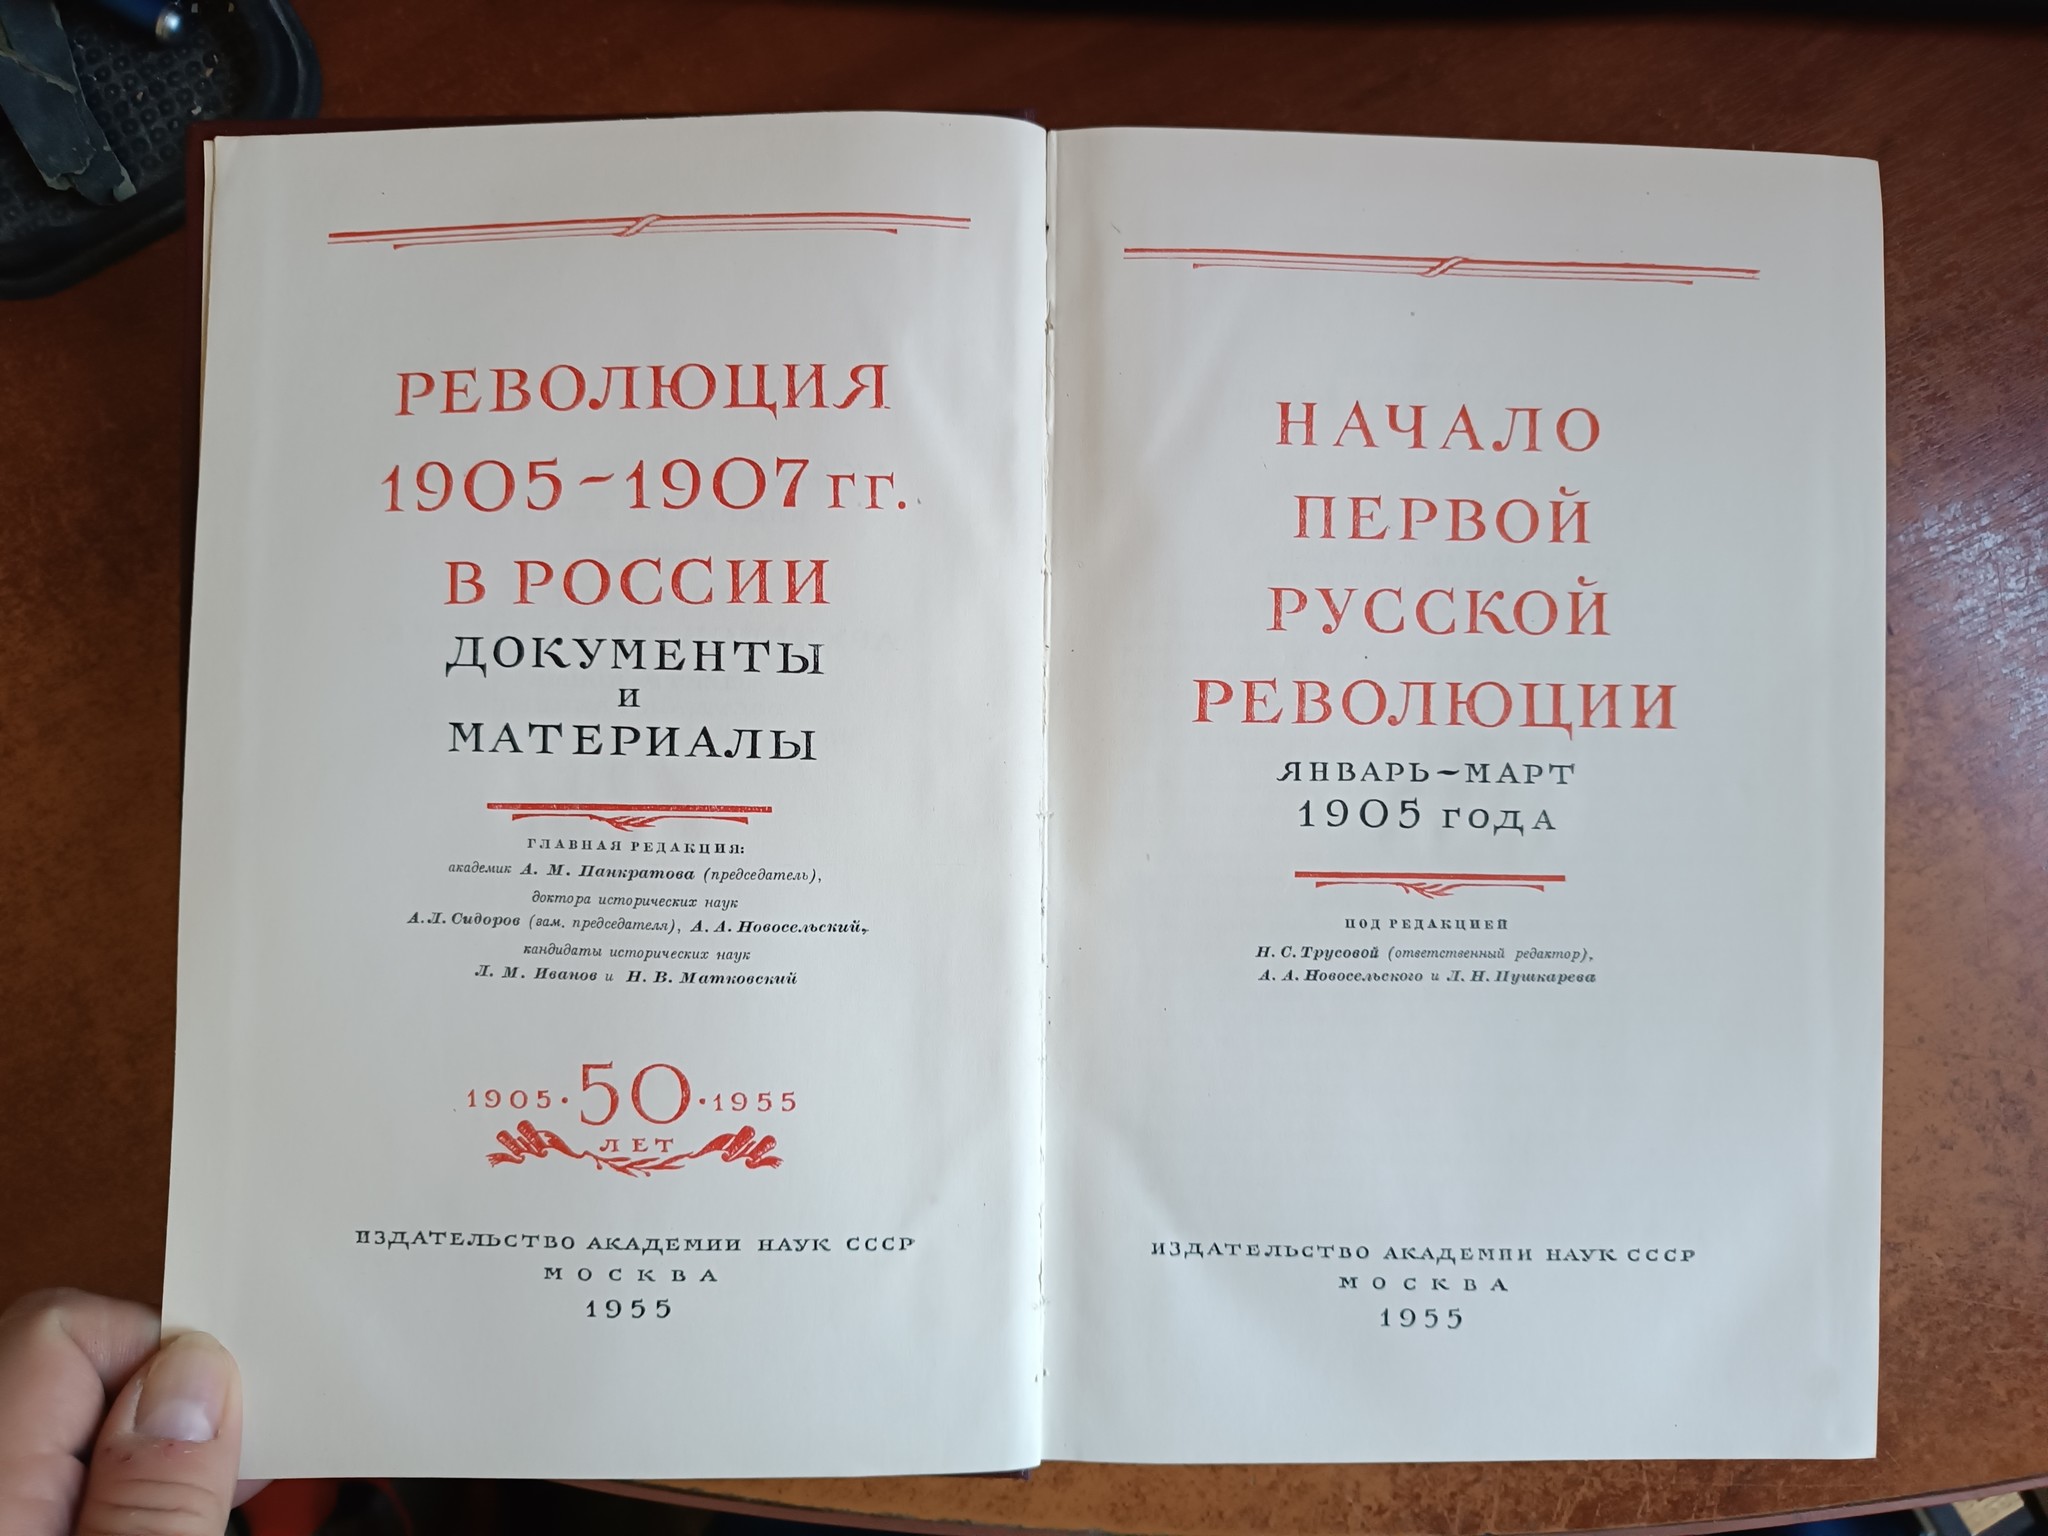 РЕВОЛЮЦИЯ
1905–1907 гг.
В РОССИИ
ДОКУМЕНТЫ
И
МАТЕРИАЛЫ
ГЛАВНАЯ РЕДАКЦИЯ:
академик А. М. Панкратова (председатель),
доктора исторических наук
А. Л. Сидоров (зам. председателя), А. А. Новосельский,
кандидаты исторических наук
Л. М. Иванов и Н. В. Матковский
1905 · 50 · 1955
ЛЕТ
ИЗДАТЕЛЬСТВО АКАДЕМИИ НАУК СССР
МОСКВА
1955
НАЧАЛО
ПЕРВОЙ
РУССКОЙ
РЕВОЛЮЦИИ
ЯНВАРЬ–МАРТ
1905 ГОДА
ПОД РЕДАКЦИЕЙ
Н. С. Трусовой (ответственный редактор),
А. А. Новосельского и Л. Н. Пушкарева
ИЗДАТЕЛЬСТВО АКАДЕМИИ НАУК СССР
МОСКВА
1955